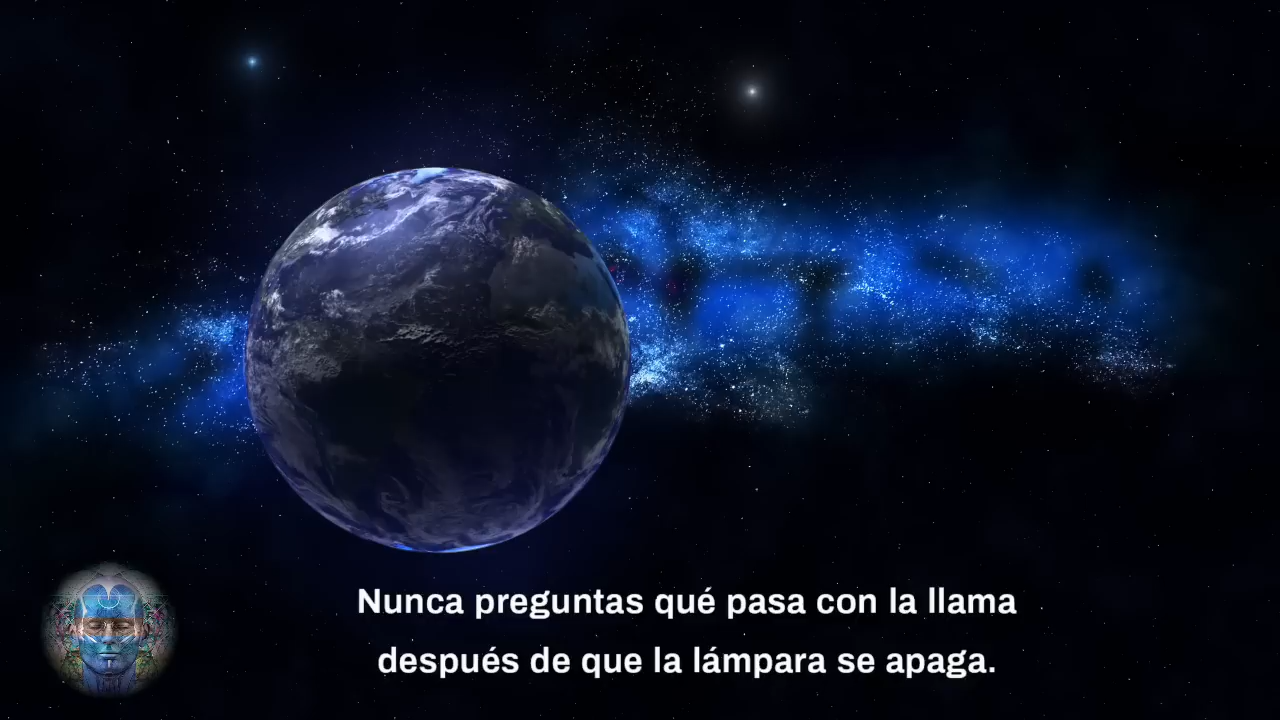 Nunca preguntas qué pasa con la llama
después de que la lámpara se apaga.